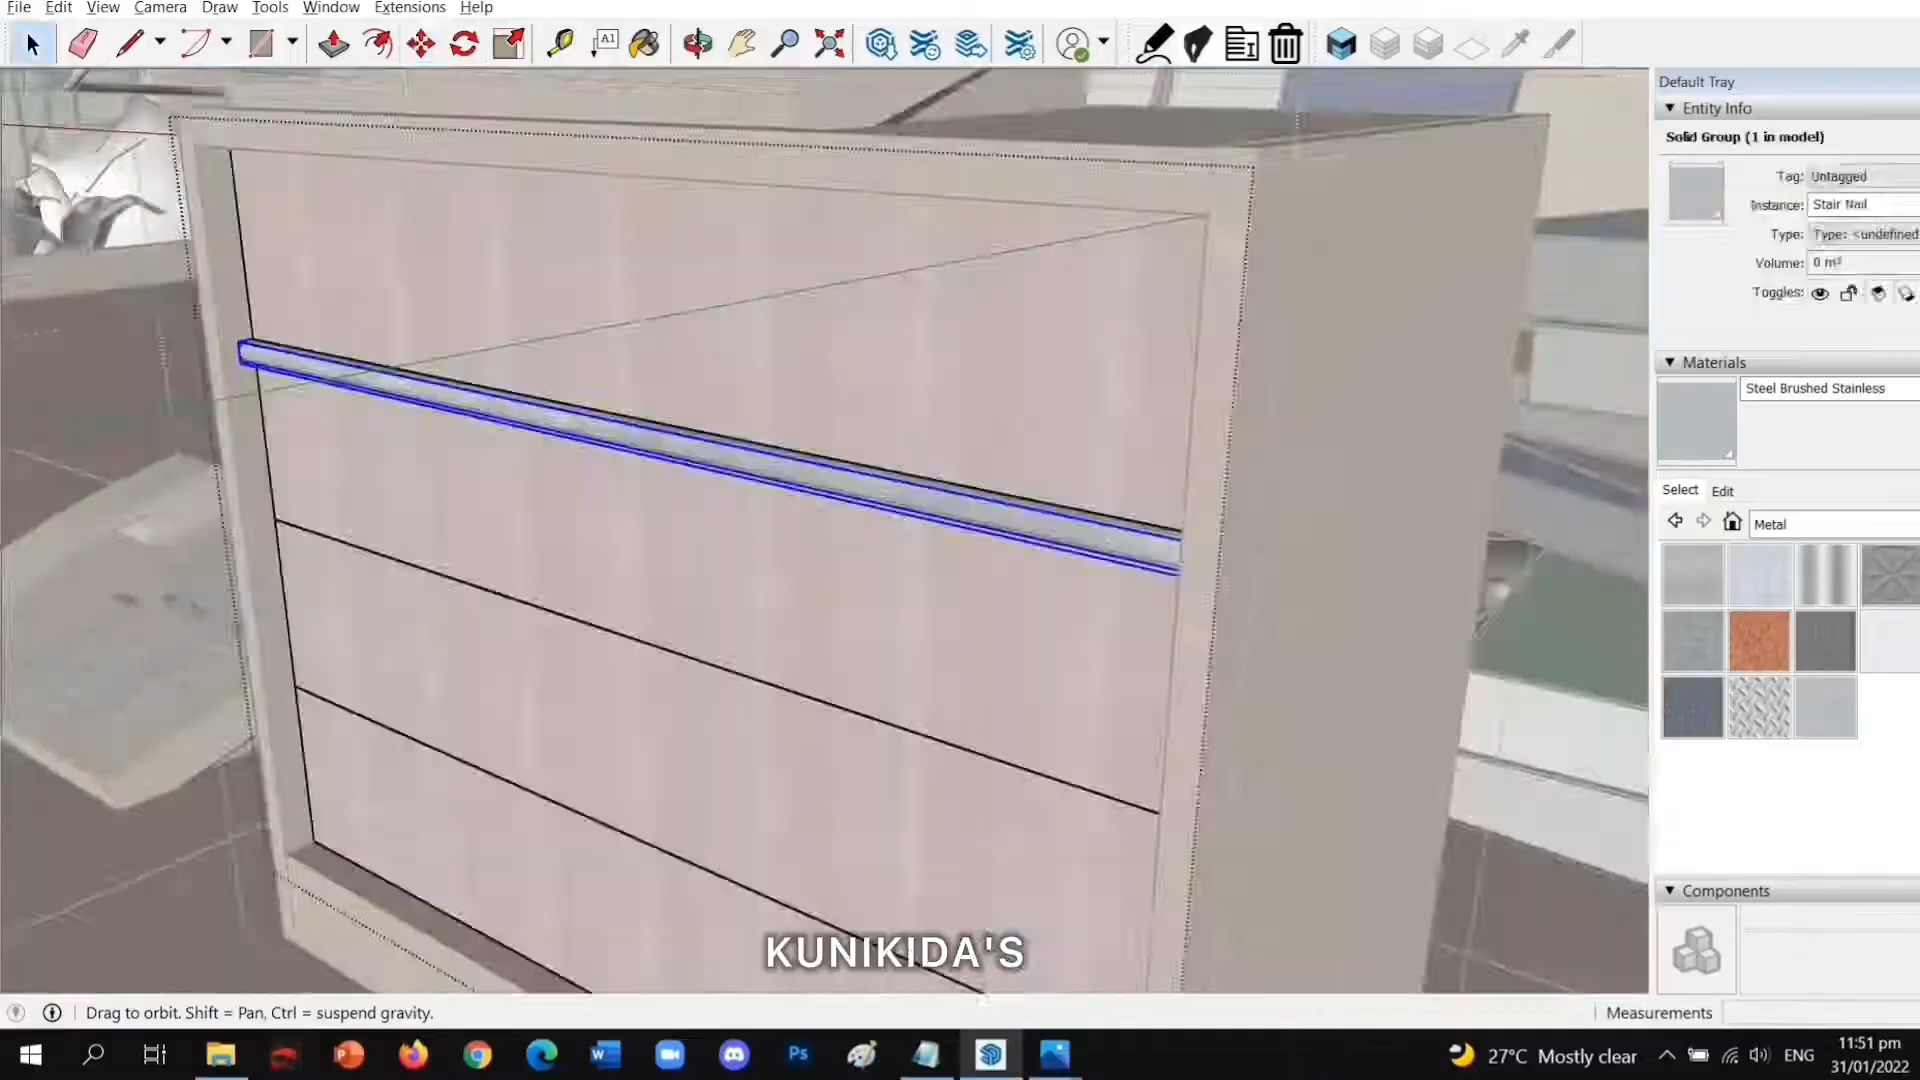 File Edit View Camera Draw Tools Window Extensions Help
A1
Default Tray
Entity Info
Solid Group (1 in model)
Tag: Untagged
Instance: Stair Nail
Type: Type: <undefined
Volume: 0 m³
Toggles:
Materials
Steel Brushed Stainless
Select Edit
Metal
Components
KUNIKIDA'S
Drag to orbit. Shift = Pan, Ctrl = suspend gravity.
Measurements
27°C Mostly clear
ENG
11:51 pm
31/01/2022